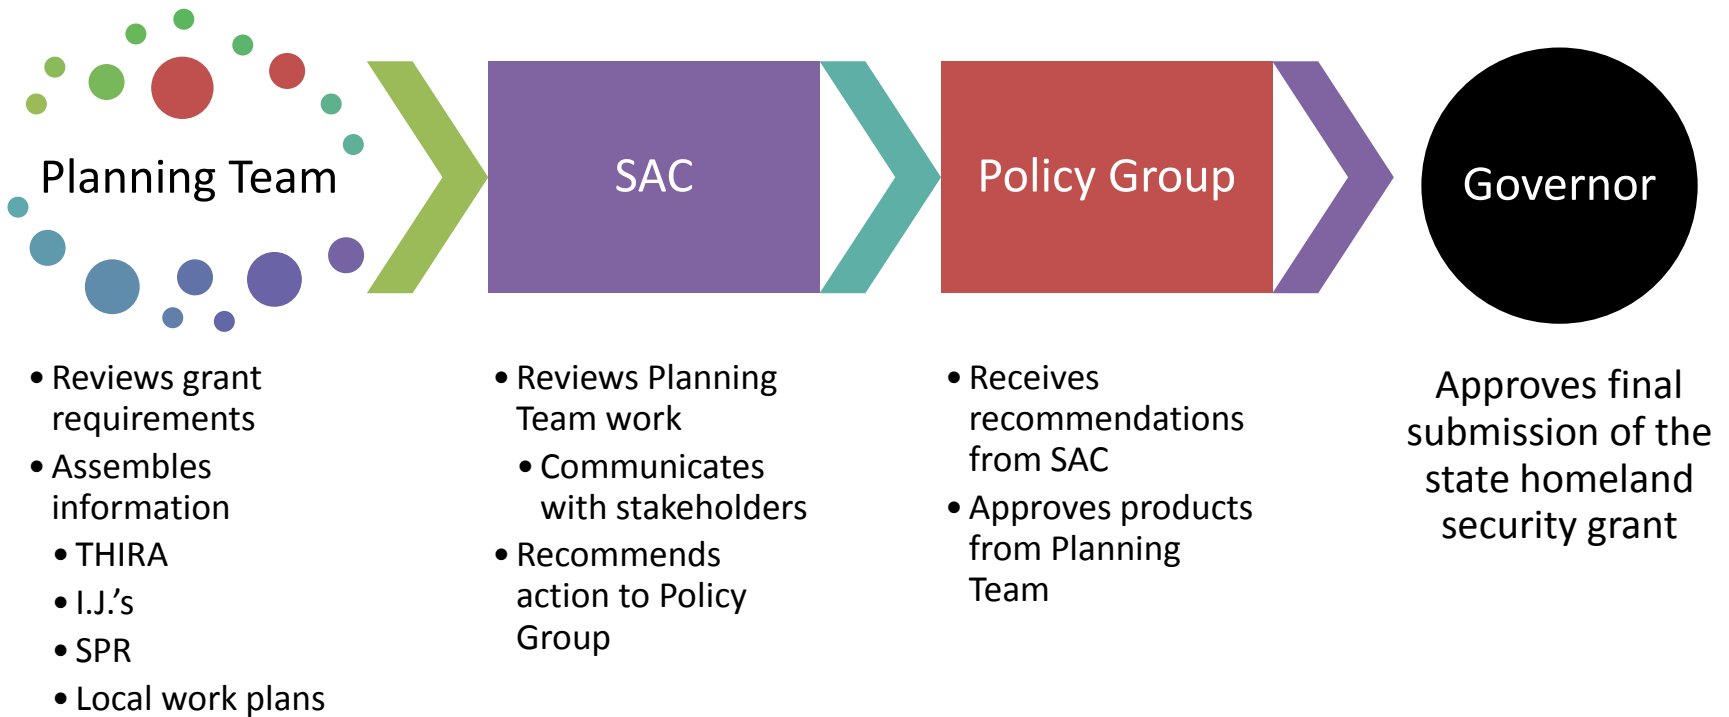 Planning Team
SAC
Policy Group
Governor
• Reviews grant
requirements
• Assembles
information
• THIRA
• I.J.’s
• SPR
• Local work plans
• Reviews Planning
Team work
• Communicates
with stakeholders
• Recommends
action to Policy
Group
• Receives
recommendations
from SAC
• Approves products
from Planning
Team
Approves final
submission of the
state homeland
security grant